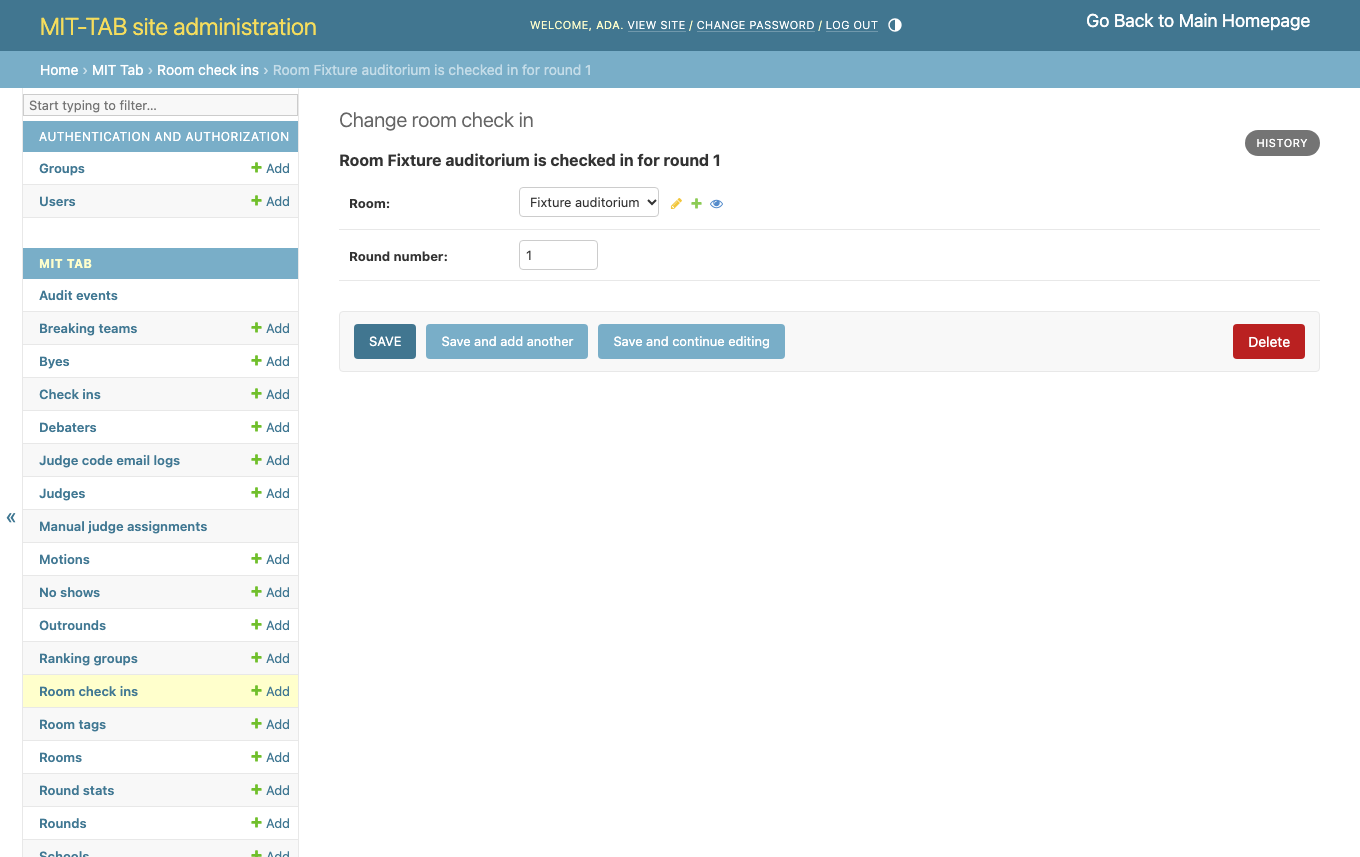 MIT-TAB site administration
WELCOME, ADA. VIEW SITE / CHANGE PASSWORD / LOG OUT
Go Back to Main Homepage
Home › MIT Tab › Room check ins › Room Fixture auditorium is checked in for round 1
Start typing to filter...
AUTHENTICATION AND AUTHORIZATION
Groups Add
Users Add
MIT TAB
Audit events
Breaking teams Add
Byes Add
Check ins Add
Debaters Add
Judge code email logs Add
Judges Add
Manual judge assignments
Motions Add
No shows Add
Outrounds Add
Ranking groups Add
Room check ins Add
Room tags Add
Rooms Add
Round stats Add
Rounds Add
Schools Add
«
Change room check in
HISTORY
Room Fixture auditorium is checked in for round 1
Room: Fixture auditorium
Round number: 1
SAVE Save and add another Save and continue editing Delete